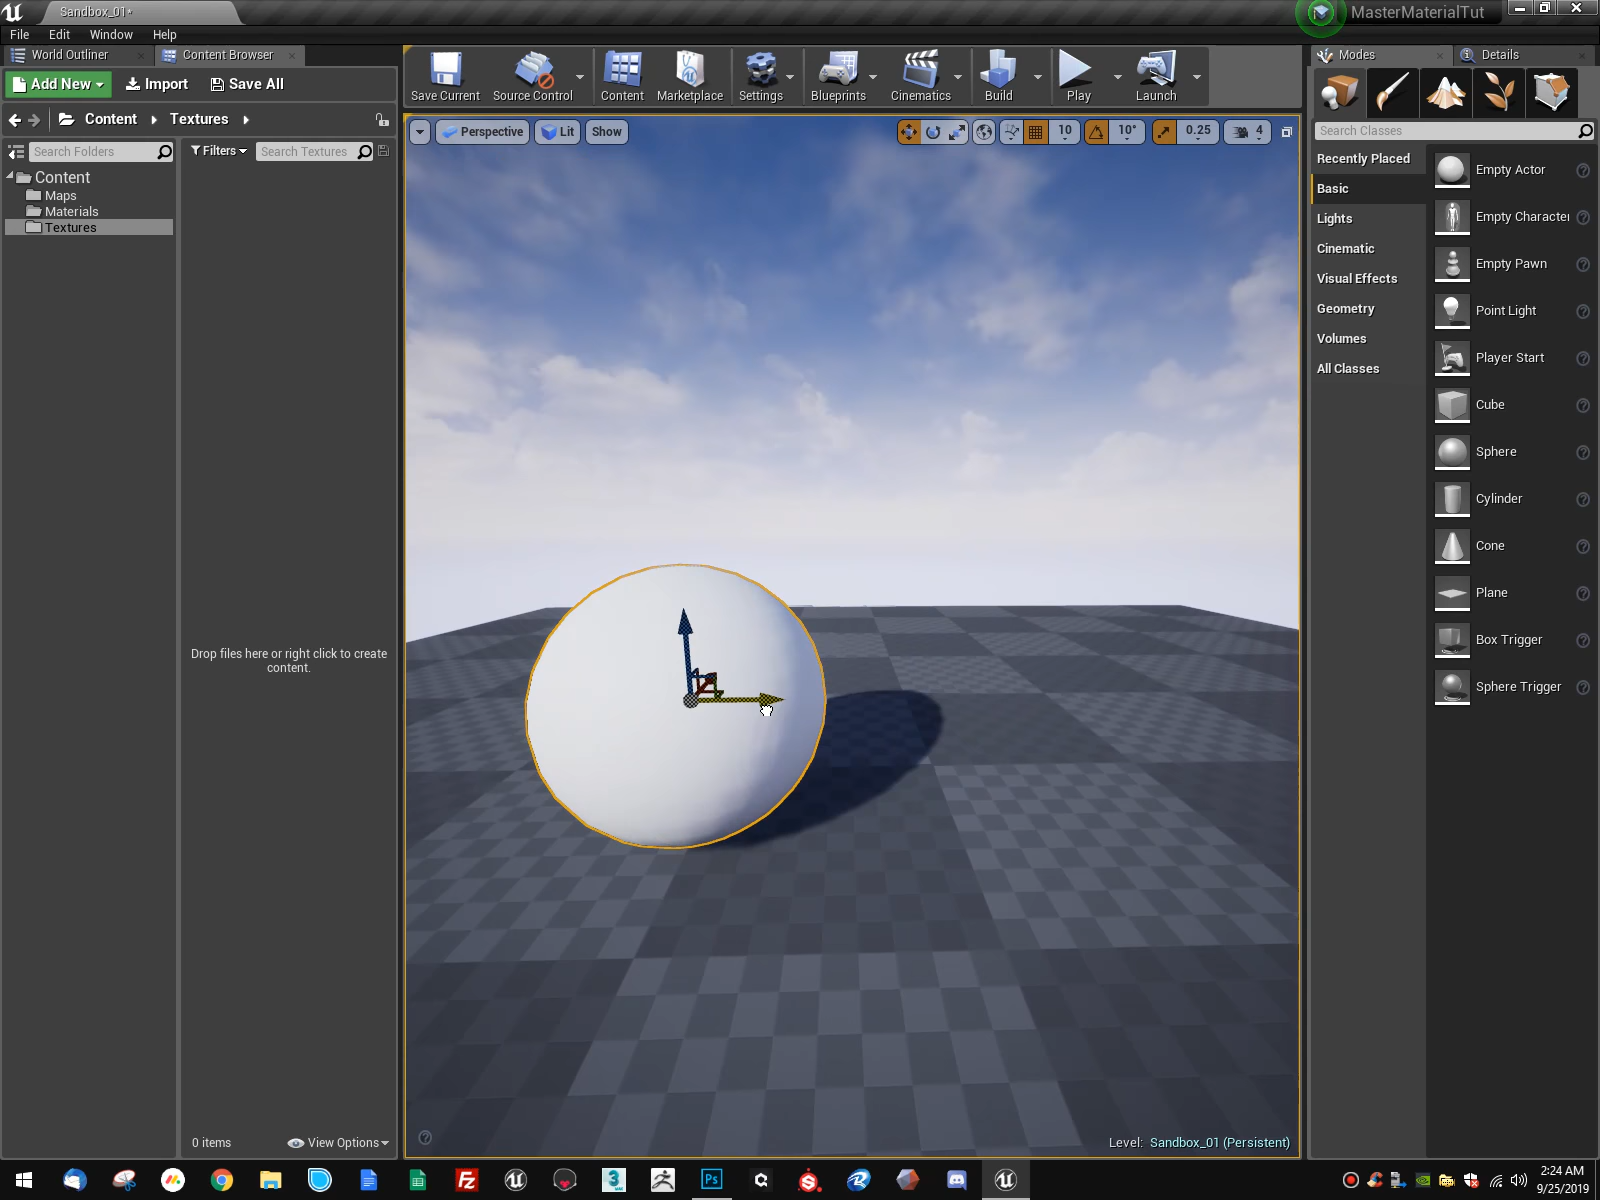 Sandbox_01*
MasterMaterialTut
File Edit Window Help
World Outliner
Content Browser
Modes
Details
Add New
Import
Save All
Save Current
Source Control
Content
Marketplace
Settings
Blueprints
Cinematics
Build
Play
Launch
Content
Textures
Search Folders
Filters
Search Textures
Content
Maps
Materials
Textures
Drop files here or right click to create
content.
0 items
View Options
Perspective
Lit
Show
10
10°
0.25
4
Level: Sandbox_01 (Persistent)
Search Classes
Recently Placed
Basic
Lights
Cinematic
Visual Effects
Geometry
Volumes
All Classes
Empty Actor
Empty Character
Empty Pawn
Point Light
Player Start
Cube
Sphere
Cylinder
Cone
Plane
Box Trigger
Sphere Trigger
3
Ps
2:24 AM
9/25/2019